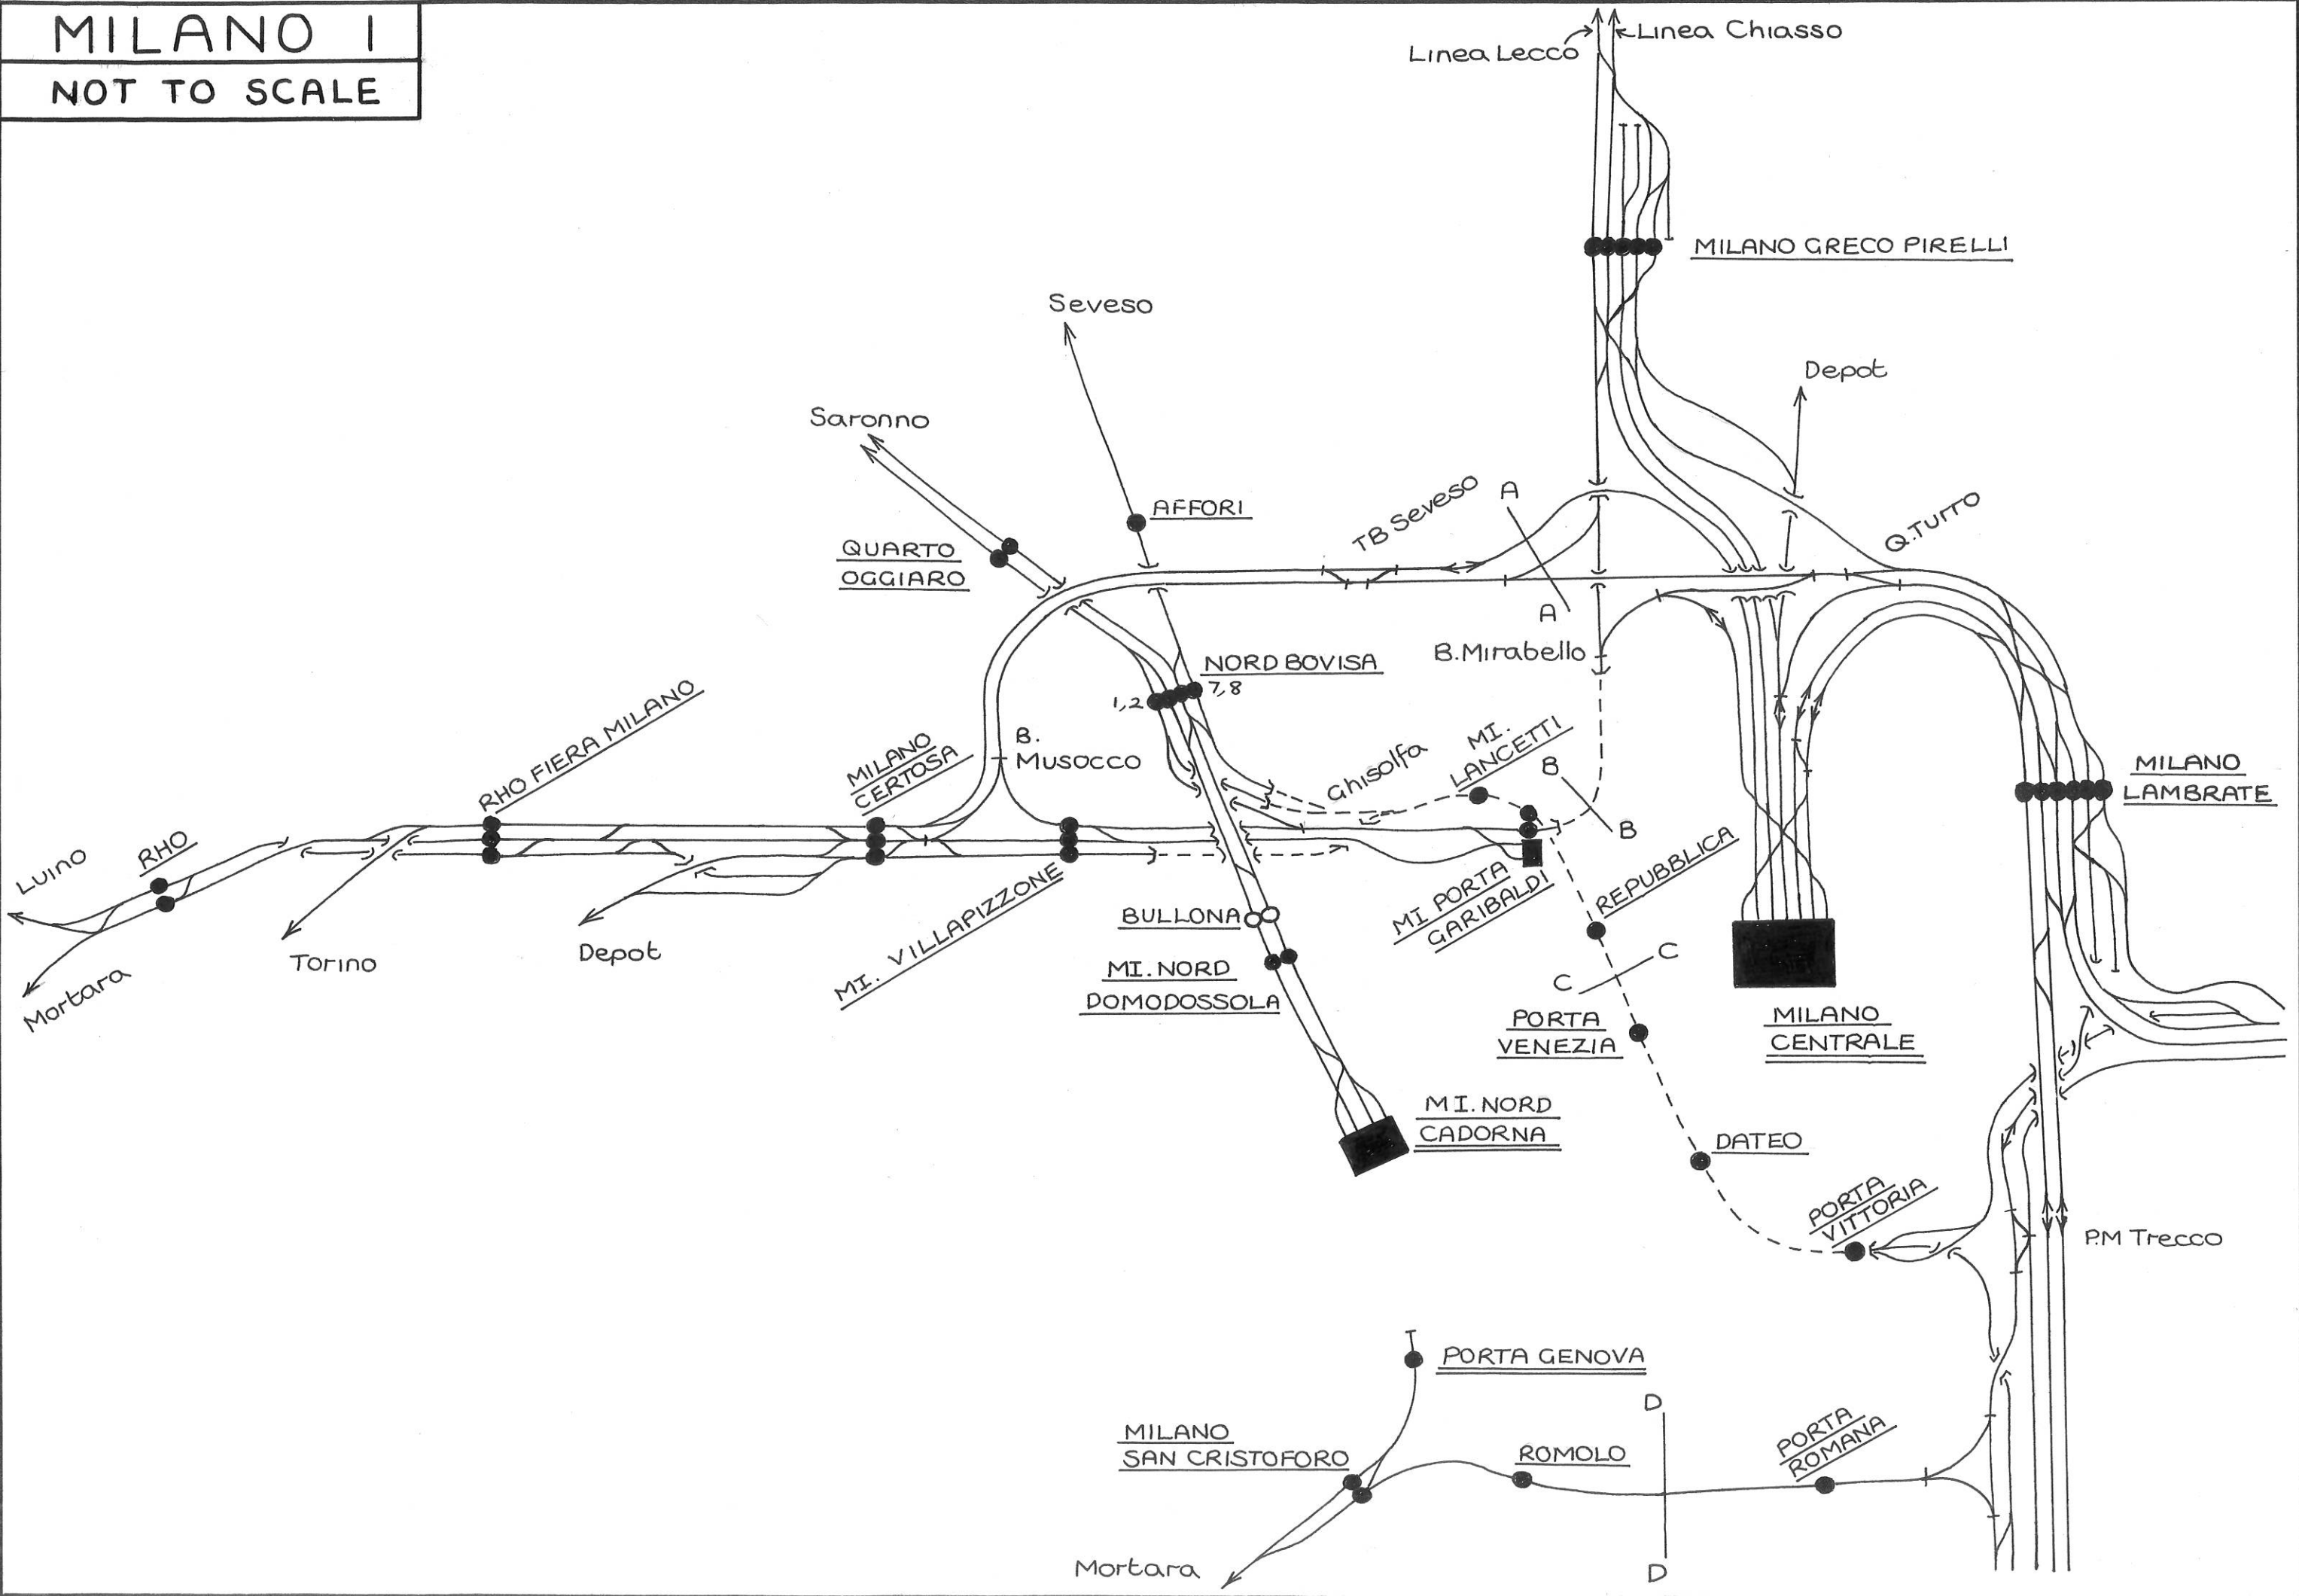 MILANO 1
NOT TO SCALE
Linea Lecco
Linea Chiasso
MILANO GRECO PIRELLI
Seveso
Depot
Saronno
AFFORI
TB Seveso
A
Q.Turro
QUARTO
OGGIARO
A
B.Mirabello
NORD BOVISA
1,2
7,8
RHO FIERA MILANO
MILANO
CERTOSA
B.
Musocco
Ghisolfa
MI.
LANCETTI
B
B
MILANO
LAMBRATE
Luino
RHO
Mortara
Torino
Depot
MI. VILLAPIZZONE
BULLONA
MI. NORD
DOMODOSSOLA
MI PORTA
GARIBALDI
REPUBBLICA
C
C
PORTA
VENEZIA
MILANO
CENTRALE
MI. NORD
CADORNA
DATEO
PORTA
VITTORIA
P.M Trecco
PORTA GENOVA
MILANO
SAN CRISTOFORO
ROMOLO
D
PORTA
ROMANA
Mortara
D